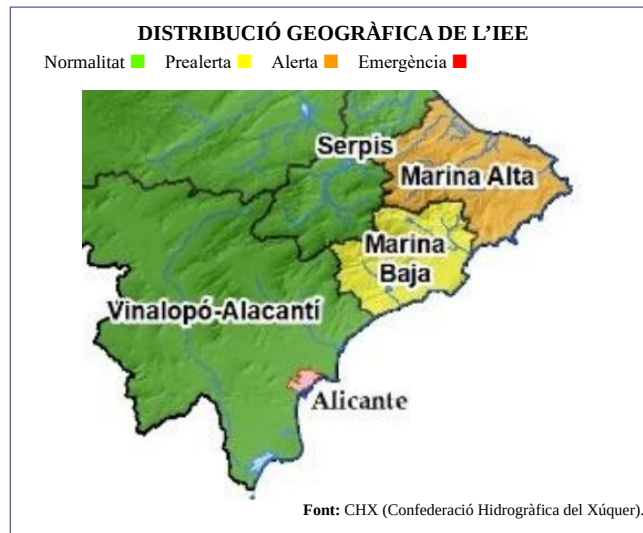 DISTRIBUCIÓ GEOGRÀFICA DE L’IEE
Normalitat Prealerta Alerta Emergència
Serpis
Marina Alta
Marina
Baja
Vinalopó-Alacantí
Alicante
Font: CHX (Confederació Hidrogràfica del Xúquer).